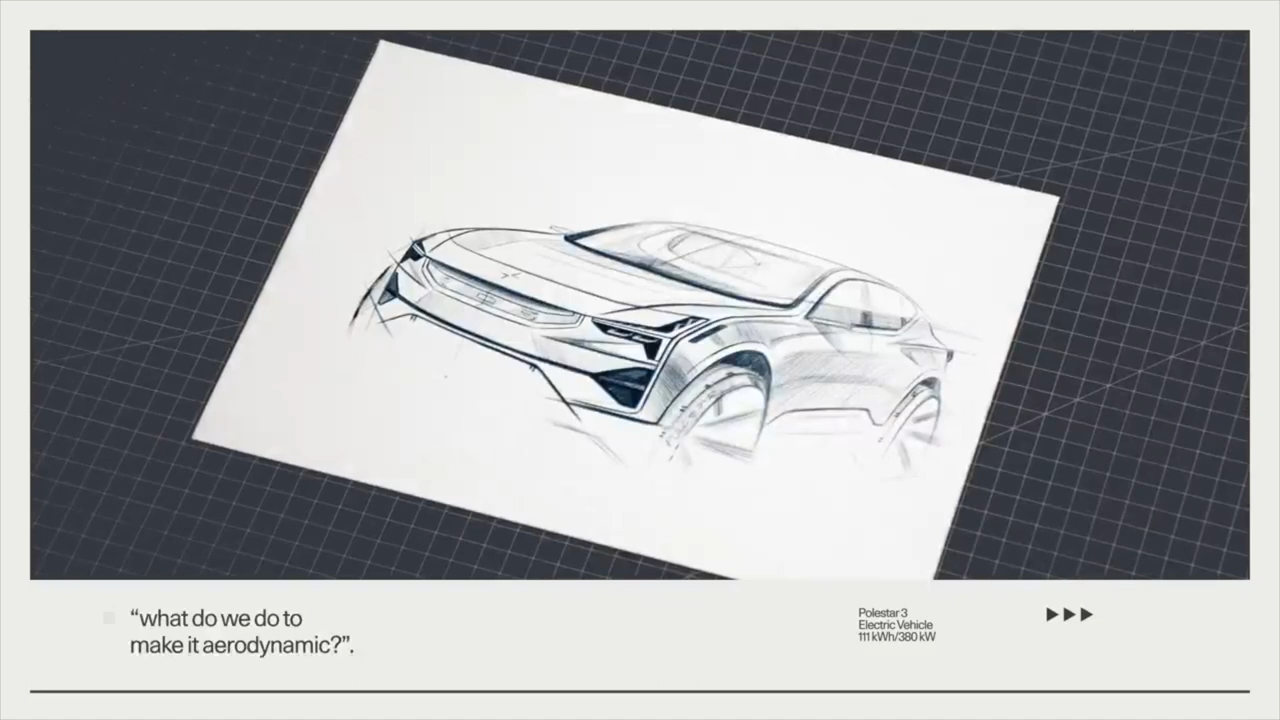 “what do we do to
make it aerodynamic?”.
Polestar 3
Electric Vehicle
111 kWh/380 kW